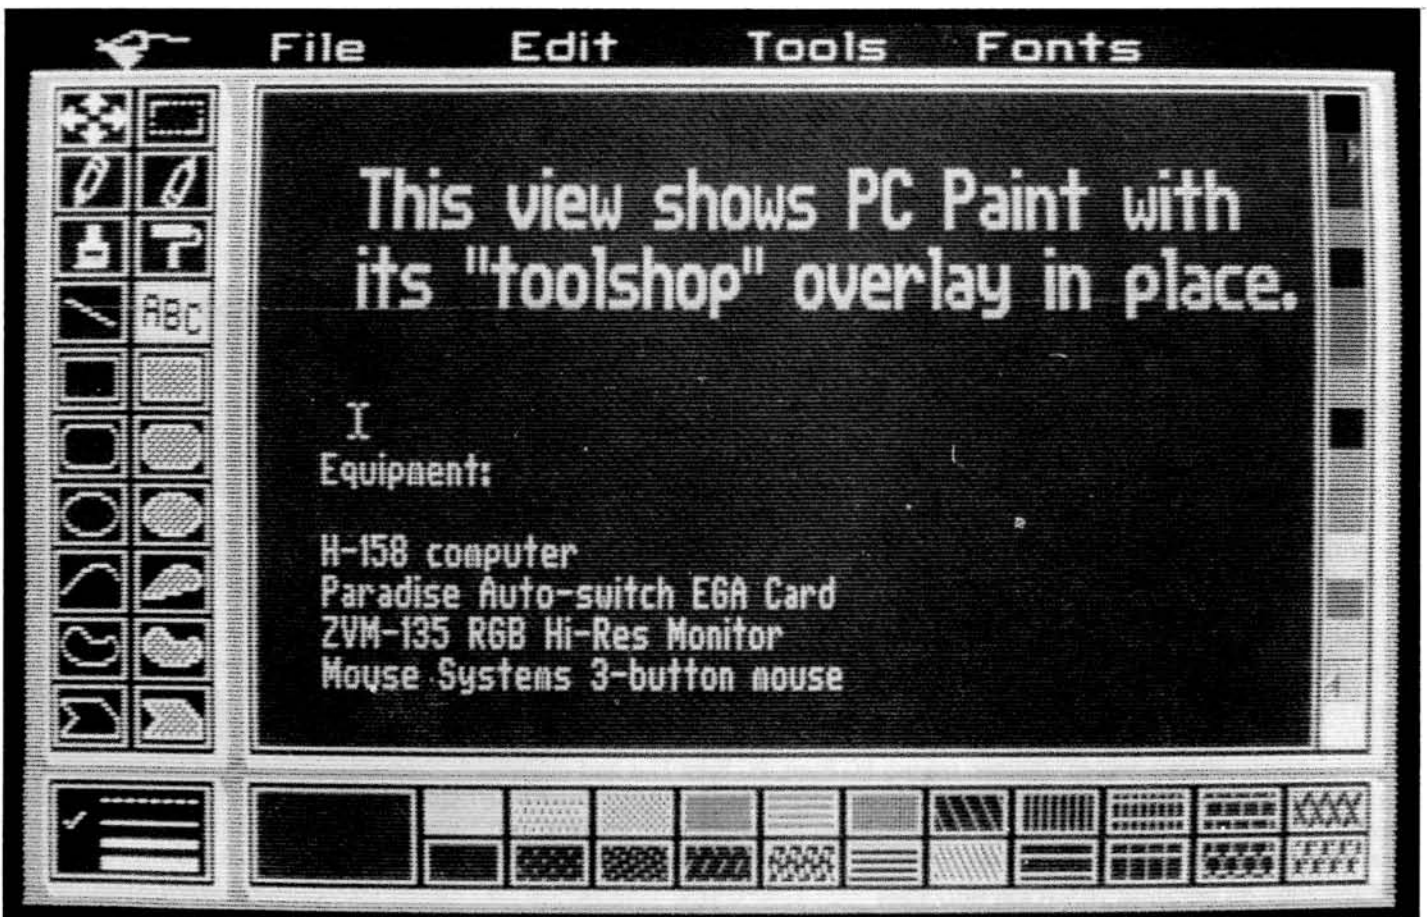 File Edit Tools Fonts
This view shows PC Paint with
its "toolshop" overlay in place.
ABC
Equipment:
H-158 computer
Paradise Auto-switch EGA Card
ZVM-135 RGB Hi-Res Monitor
Mouse Systems 3-button mouse